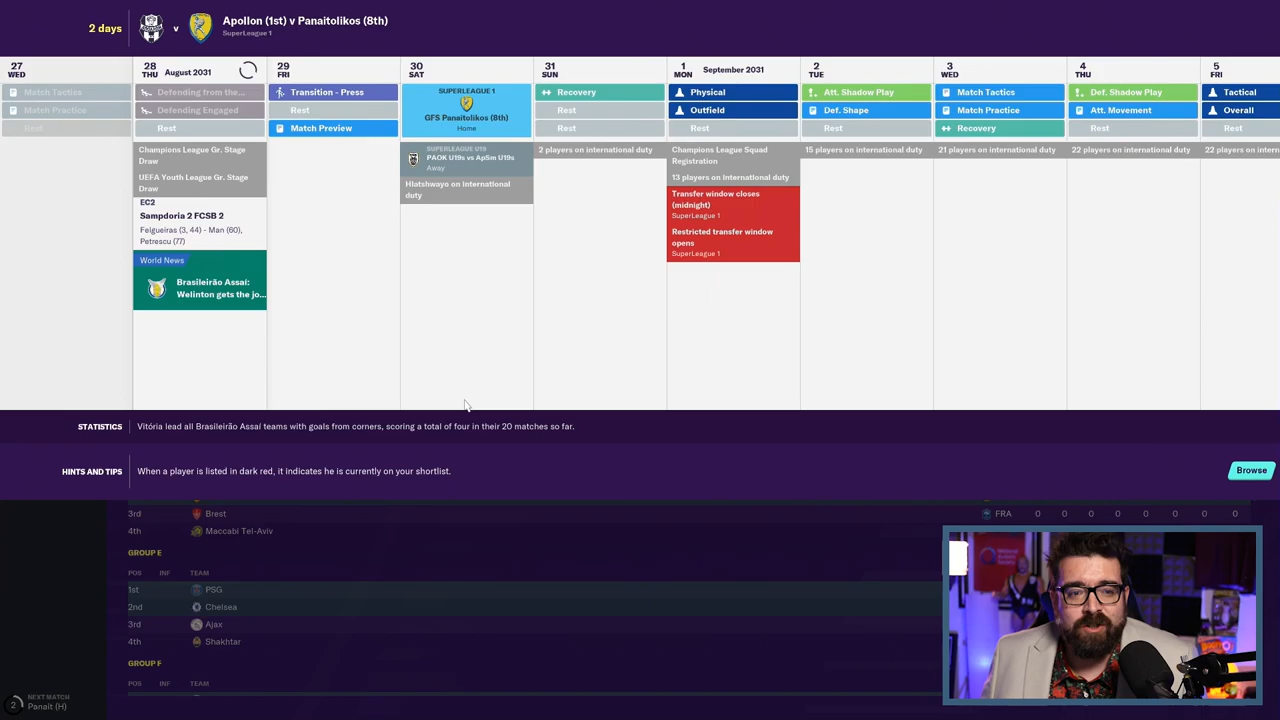 2 days
v
Apollon (1st) v Panaitolikos (8th)
SuperLeague 1
27
WED
28
THU
August 2031
29
FRI
30
SAT
31
SUN
1
MON
September 2031
2
TUE
3
WED
4
THU
5
FRI
Match Tactics
Match Practice
Rest
Defending from the...
Defending Engaged
Rest
Transition - Press
Rest
Match Preview
SUPERLEAGUE 1
GFS Panaitolikos (8th)
Home
Recovery
Rest
Rest
Physical
Outfield
Rest
Att. Shadow Play
Def. Shape
Rest
Match Tactics
Match Practice
Recovery
Def. Shadow Play
Att. Movement
Rest
Tactical
Overall
Rest
Champions League Gr. Stage
Draw
UEFA Youth League Gr. Stage
Draw
EC2
Sampdoria 2 FCSB 2
Felgueiras (3, 44) - Man (60),
Petrescu (77)
World News
Brasileirão Assaí:
Welinton gets the jo...
SUPERLEAGUE U19
PAOK U19s vs ApSm U19s
Away
Hlatshwayo on international
duty
2 players on international duty
Champions League Squad
Registration
13 players on international duty
Transfer window closes
(midnight)
SuperLeague 1
Restricted transfer window
opens
SuperLeague 1
15 players on international duty
21 players on international duty
22 players on international duty
22 players on intern
STATISTICS
Vitória lead all Brasileirão Assaí teams with goals from corners, scoring a total of four in their 20 matches so far.
HINTS AND TIPS
When a player is listed in dark red, it indicates he is currently on your shortlist.
Browse
3rd Brest FRA 0 0 0 0 0 0 0 0
4th Maccabi Tel-Aviv
GROUP E
POS INF TEAM
1st PSG
2nd Chelsea
3rd Ajax
4th Shakhtar
GROUP F
POS INF TEAM
2
NEXT MATCH
Panait (H)